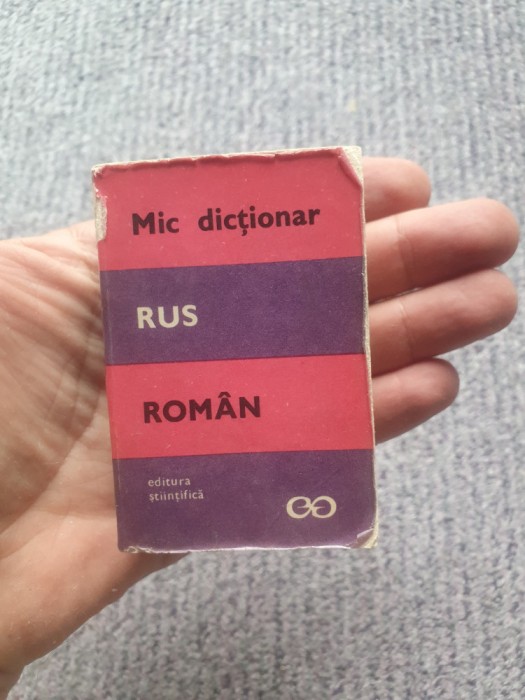 Mic dicționar
RUS
ROMÂN
editura
științifică